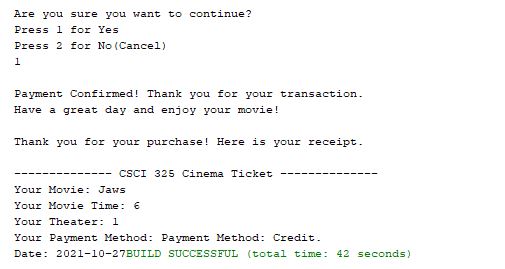 Are you sure you want to continue?
Press 1 for Yes
Press 2 for No(Cancel)
1
Payment Confirmed! Thank you for your transaction.
Have a great day and enjoy your movie!
Thank you for your purchase! Here is your receipt.
-------------- CSCI 325 Cinema Ticket --------------
Your Movie: Jaws
Your Movie Time: 6
Your Theater: 1
Your Payment Method: Payment Method: Credit.
Date: 2021-10-27BUILD SUCCESSFUL (total time: 42 seconds)